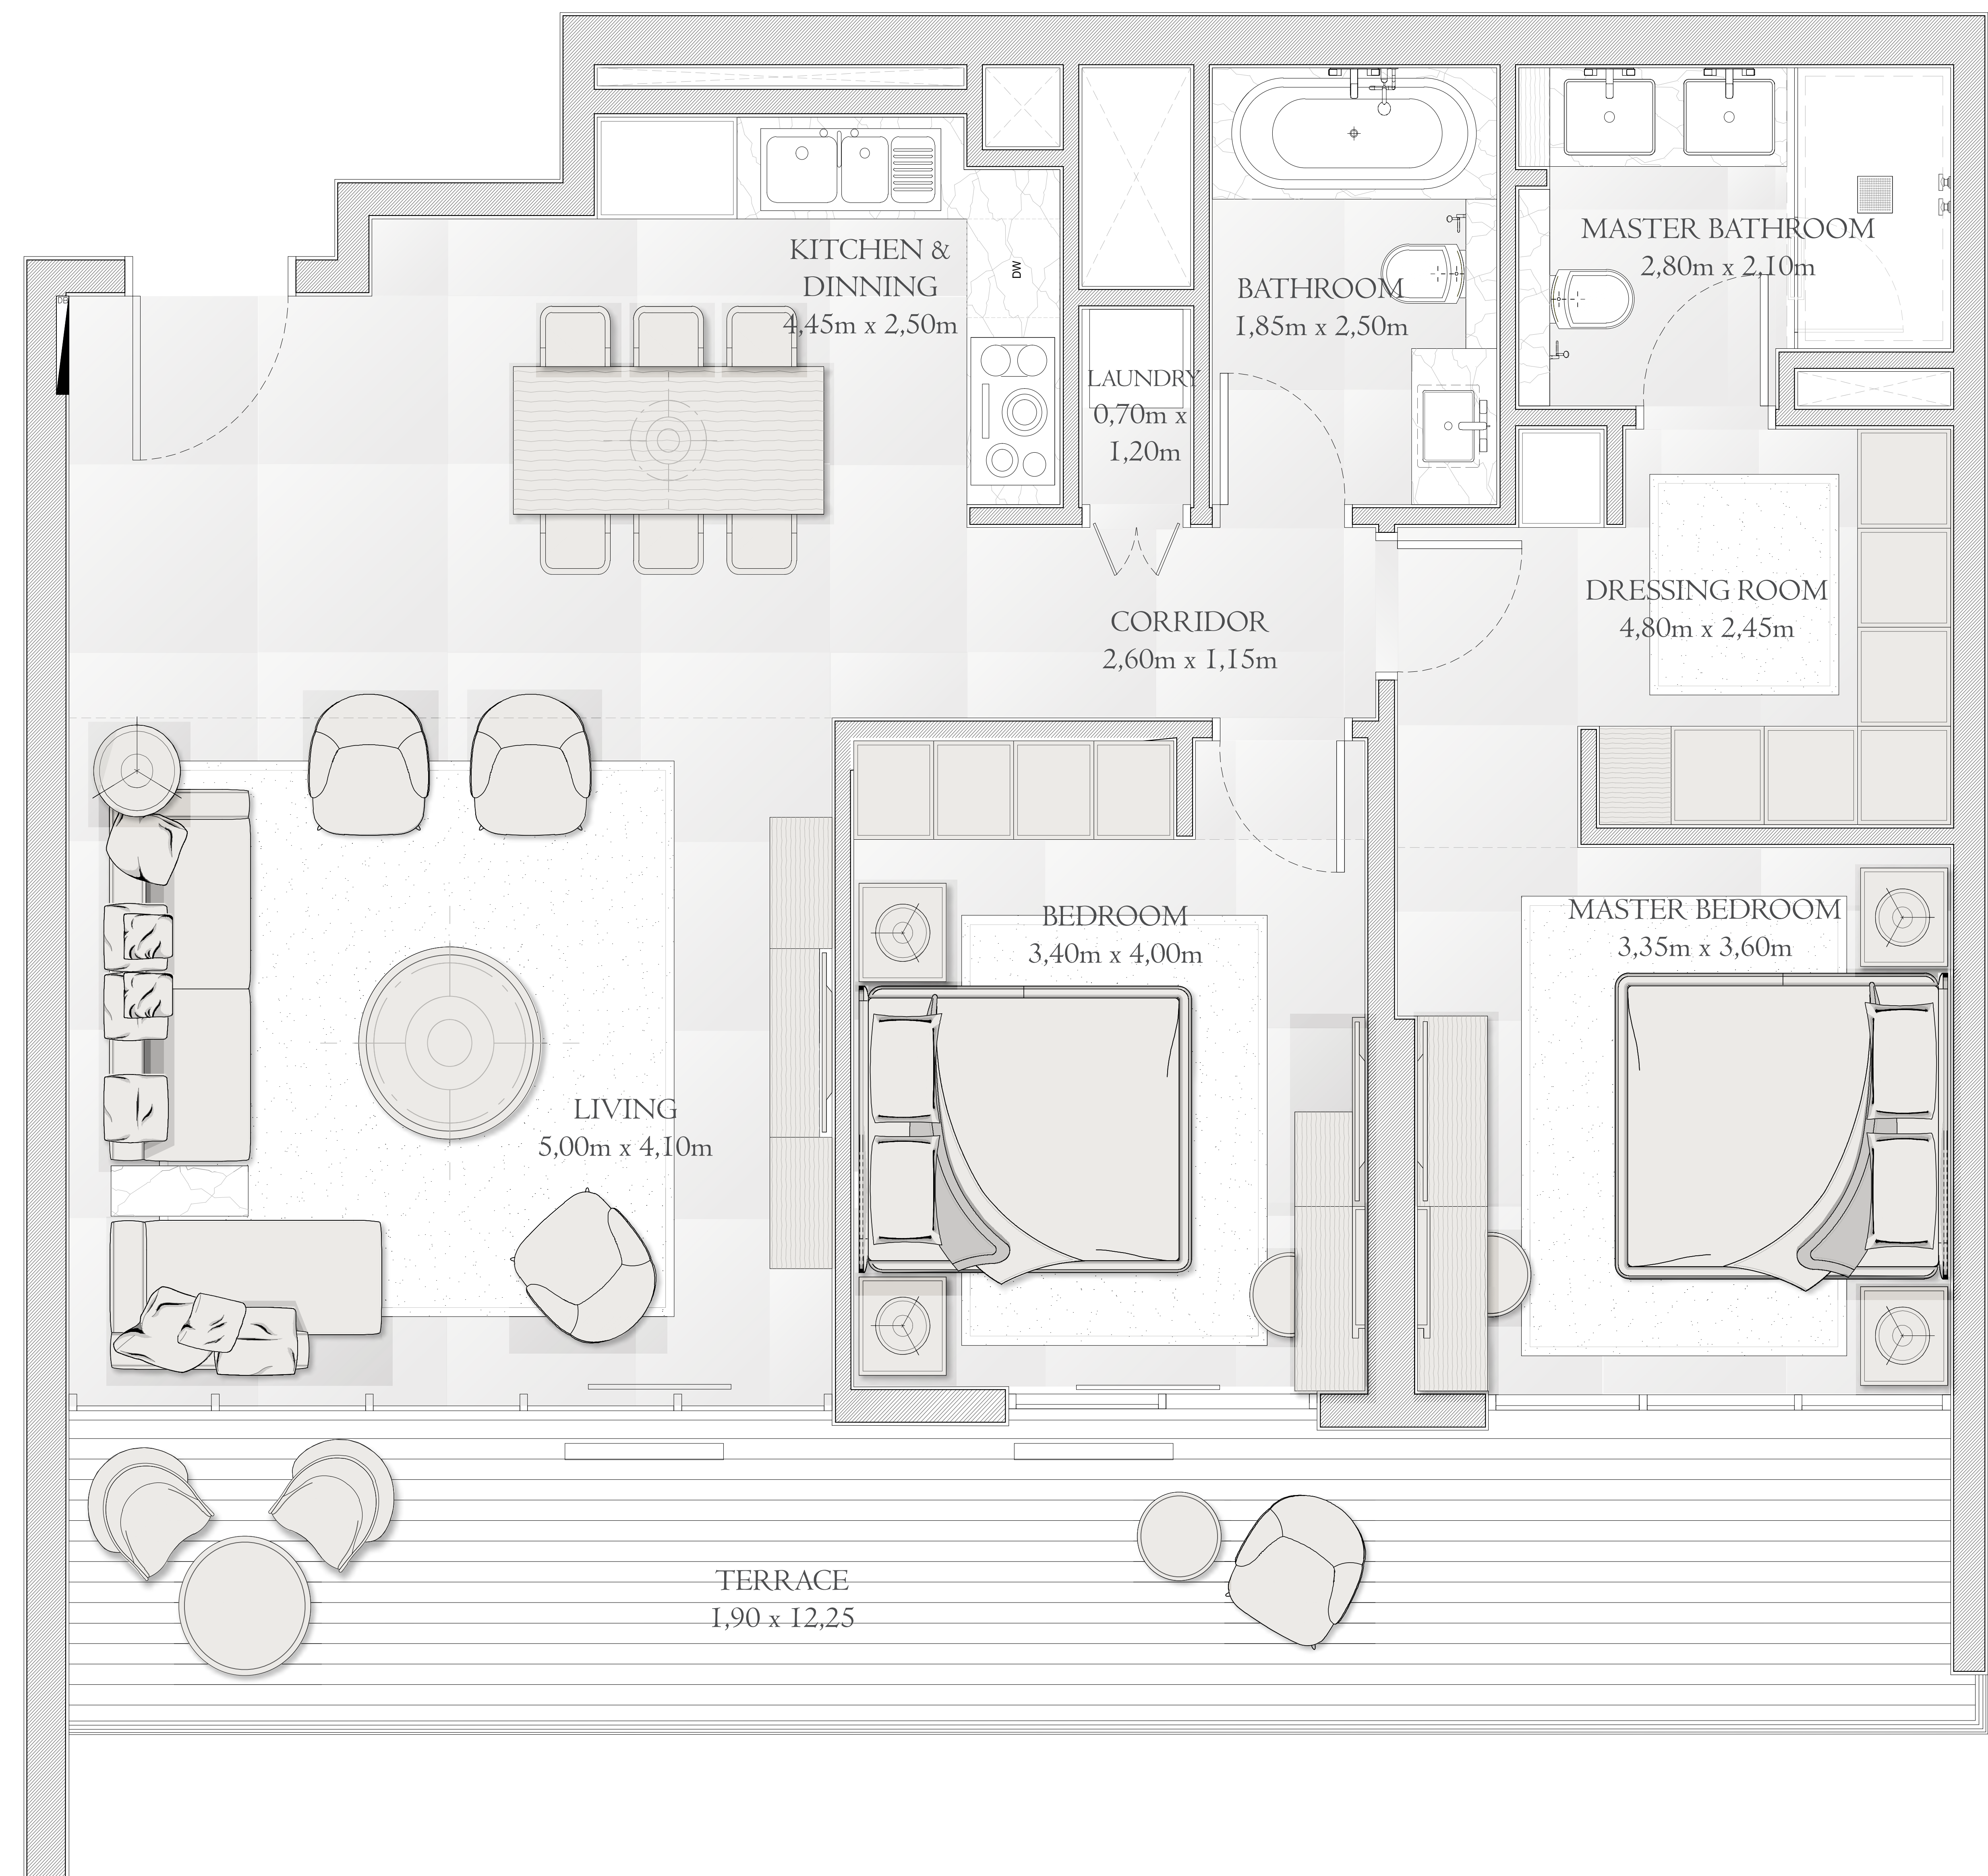 KITCHEN &
DINNING
4,45m x 2,50m
DW
BATHROOM
1,85m x 2,50m
MASTER BATHROOM
2,80m x 2,10m
LAUNDRY
0,70m x
1,20m
DRESSING ROOM
4,80m x 2,45m
CORRIDOR
2,60m x 1,15m
BEDROOM
3,40m x 4,00m
MASTER BEDROOM
3,35m x 3,60m
LIVING
5,00m x 4,10m
TERRACE
1,90 x 12,25